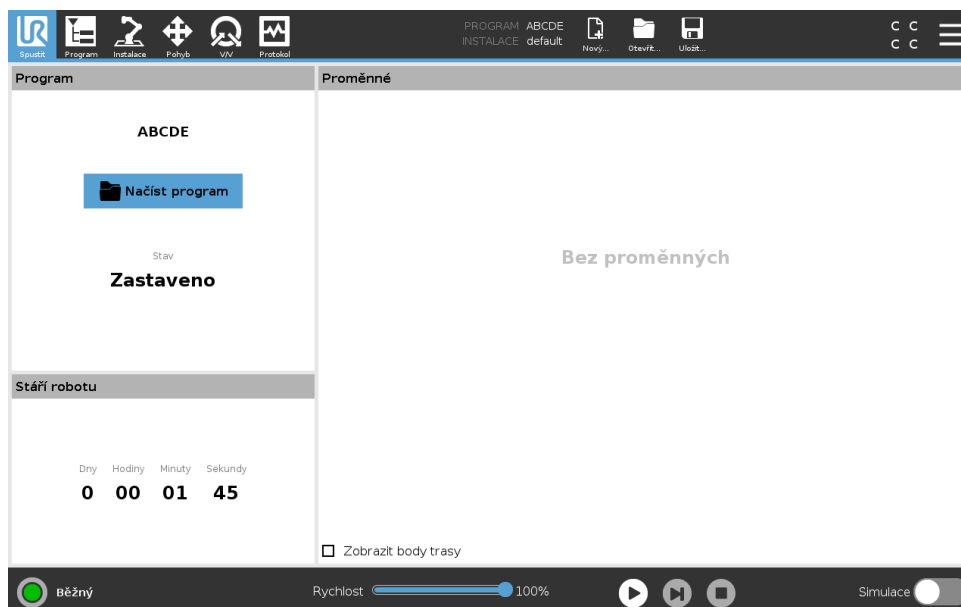 Spustit
Program
Instalace
Pohyb
V/V
Protokol
PROGRAM ABCDE
INSTALACE default
Nový...
Otevřít...
Uložit...
C C
C C
Program
ABCDE
Načíst program
Stav
Zastaveno
Proměnné
Bez proměnných
Zobrazit body trasy
Stáří robotu
Dny Hodiny Minuty Sekundy
0 00 01 45
Běžný
Rychlost 100%
Simulace